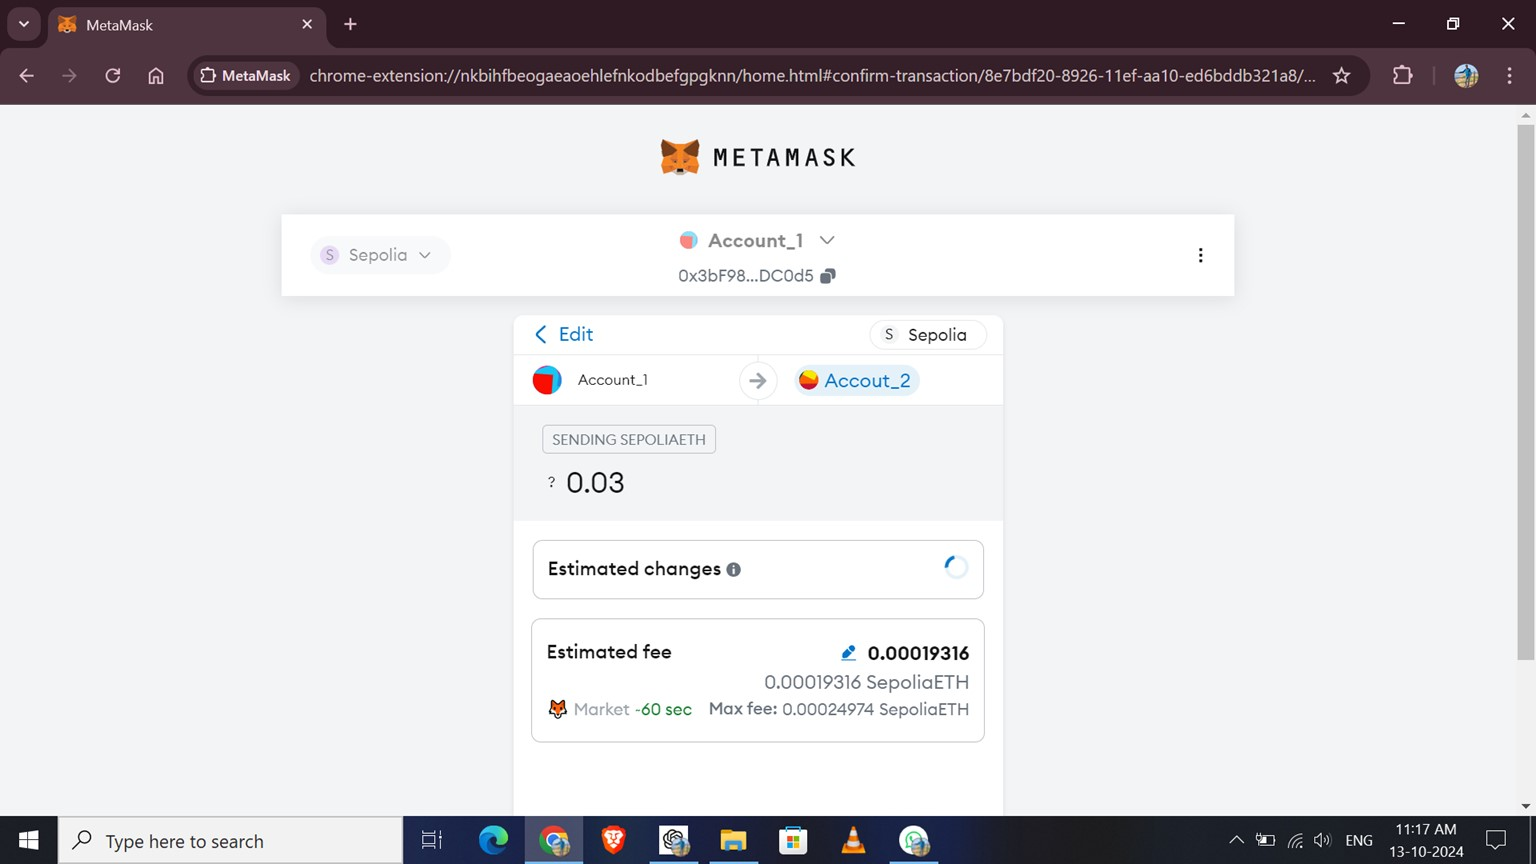 MetaMask
MetaMask
chrome-extension://nkbihfbeogaeaoehlefnkodbefgpgknn/home.html#confirm-transaction/8e7bdf20-8926-11ef-aa10-ed6bddb321a8/...
METAMASK
S Sepolia
Account_1
0x3bF98...DC0d5
Edit
S Sepolia
Account_1
Accout_2
SENDING SEPOLIAETH
? 0.03
Estimated changes
Estimated fee
0.00019316
0.00019316 SepoliaETH
Market ~60 sec
Max fee: 0.00024974 SepoliaETH
Type here to search
ENG
11:17 AM
13-10-2024